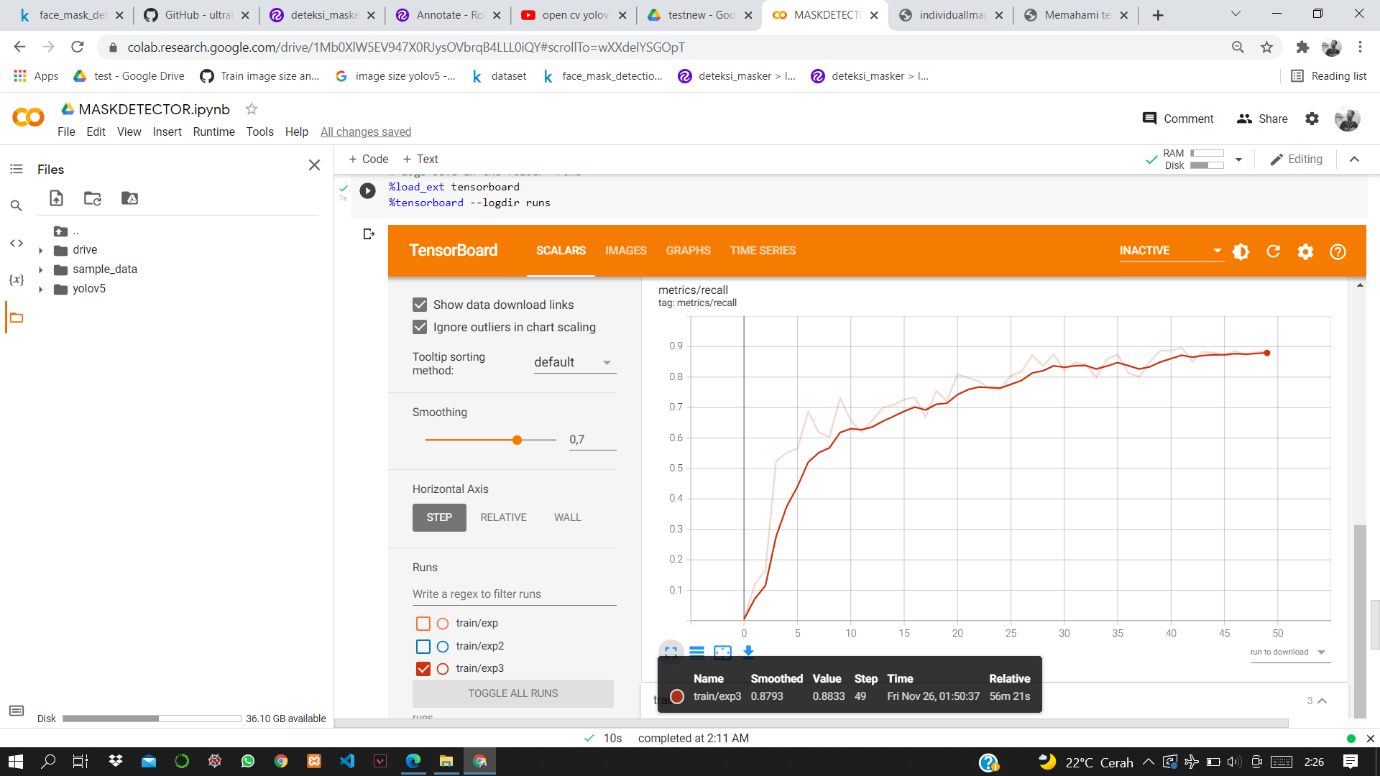 face_mask_det
GitHub - ultral
deteksi_maske
Annotate - Ro
open cv yolov
testnew - Goo
MASKDETECTO
individualImag
Memahami te
colab.research.google.com/drive/1Mb0XlW5EV947X0RJysOVbrqB4LLL0iQY#scrollTo=wXXdelYSGOpT
Apps
test - Google Drive
Train image size an...
image size yolov5 -...
dataset
face_mask_detectio...
deteksi_masker > I...
deteksi_masker > I...
Reading list
MASKDETECTOR.ipynb
File Edit View Insert Runtime Tools Help All changes saved
Comment
Share
Files
+ Code + Text
RAM
Disk
Editing
..
drive
sample_data
yolov5
7s
%load_ext tensorboard
%tensorboard --logdir runs
TensorBoard
SCALARS IMAGES GRAPHS TIME SERIES
INACTIVE
Show data download links
Ignore outliers in chart scaling
Tooltip sorting
method:
default
Smoothing
0,7
Horizontal Axis
STEP RELATIVE WALL
Runs
Write a regex to filter runs
train/exp
train/exp2
train/exp3
TOGGLE ALL RUNS
runs
metrics/recall
tag: metrics/recall
0.9
0.8
0.7
0.6
0.5
0.4
0.3
0.2
0.1
0 5 10 15 20 25 30 35 40 45 50
run to download
Name Smoothed Value Step Time Relative
train/exp3 0.8793 0.8833 49 Fri Nov 26, 01:50:37 56m 21s
3
Disk
36.10 GB available
10s completed at 2:11 AM
22°C Cerah
2:26